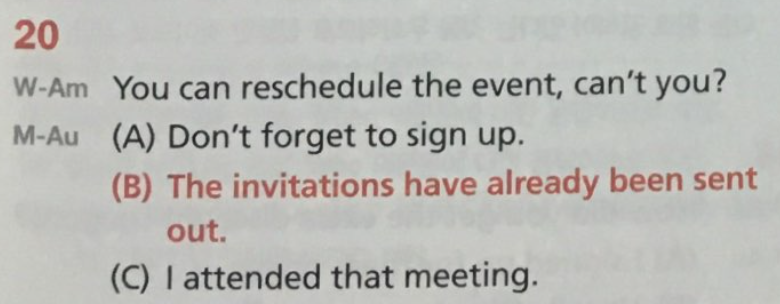 20
W-Am You can reschedule the event, can't you?
M-Au (A) Don't forget to sign up.
(B) The invitations have already been sent
out.
(C) I attended that meeting.